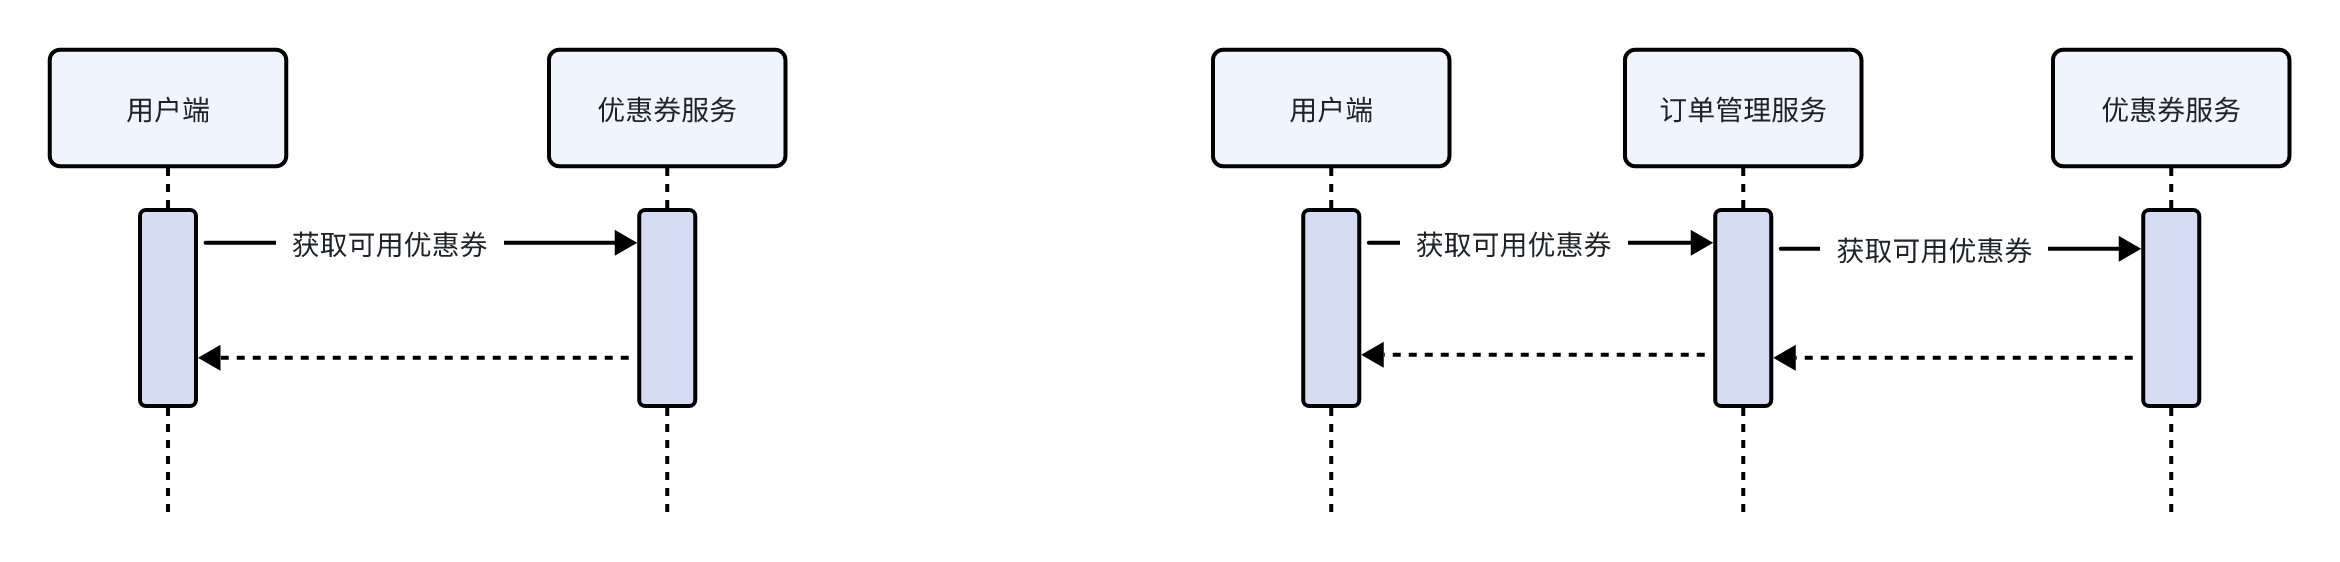 用户端
优惠券服务
获取可用优惠券
用户端
订单管理服务
优惠券服务
获取可用优惠券
获取可用优惠券